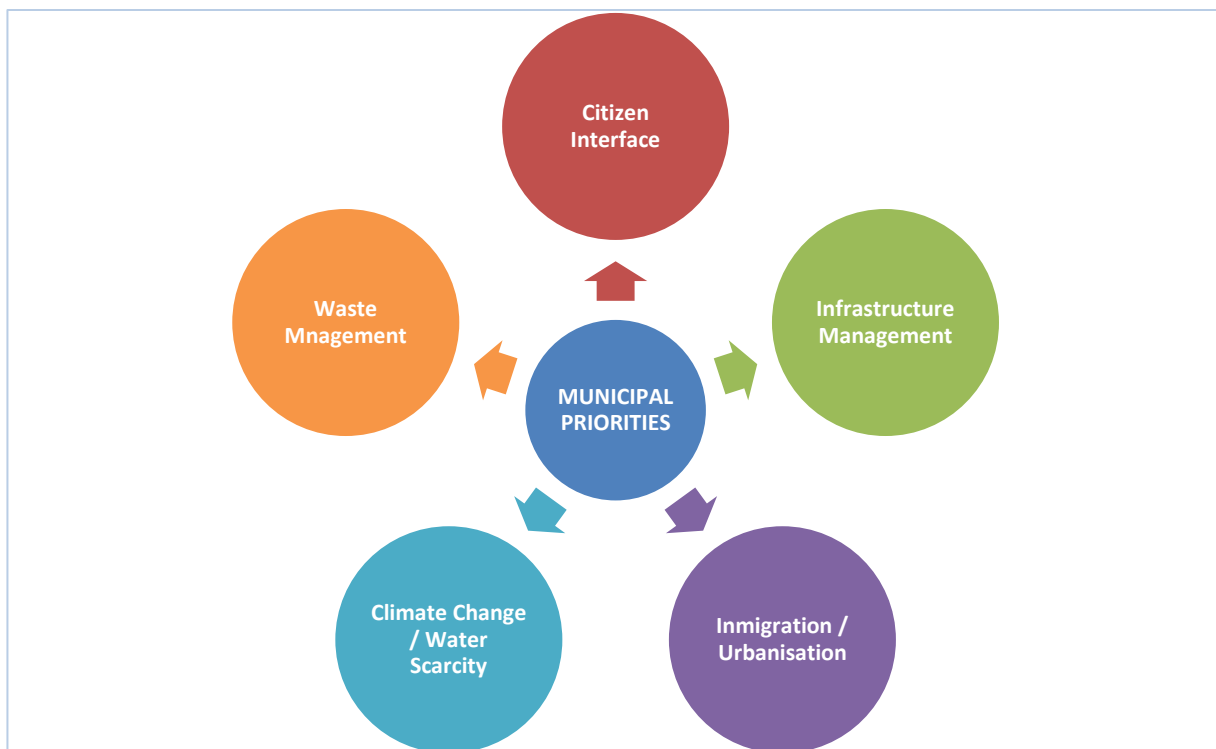 Citizen
Interface
Waste
Mnagement
Infrastructure
Management
MUNICIPAL
PRIORITIES
Climate Change
/ Water
Scarcity
Inmigration /
Urbanisation